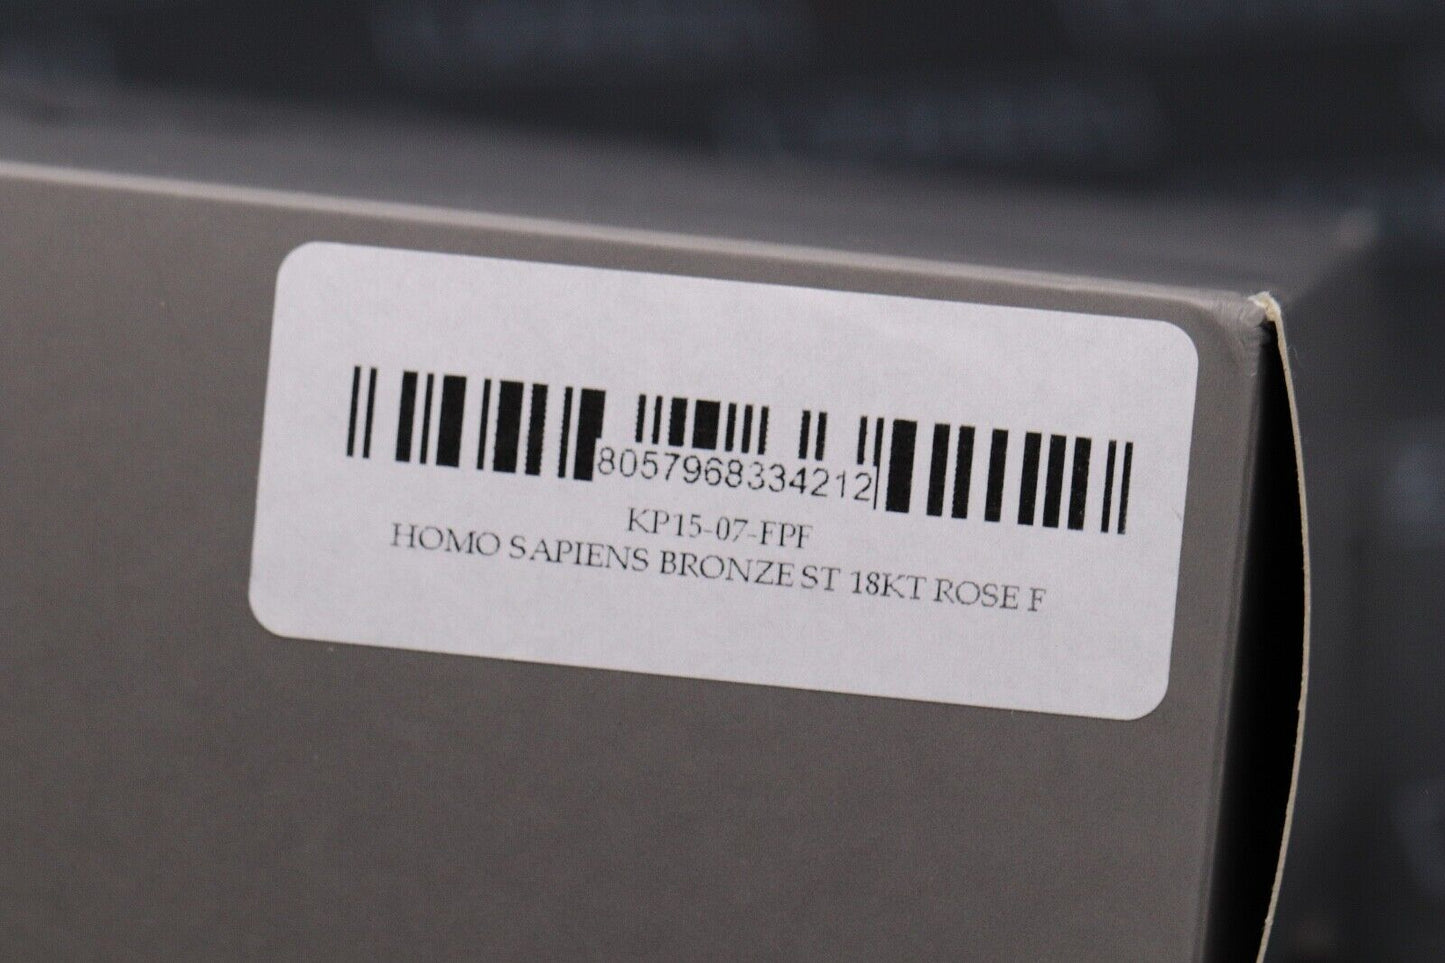 8057968334212
KP15-07-FPF
HOMO SAPIENS BRONZE ST 18KT ROSE F